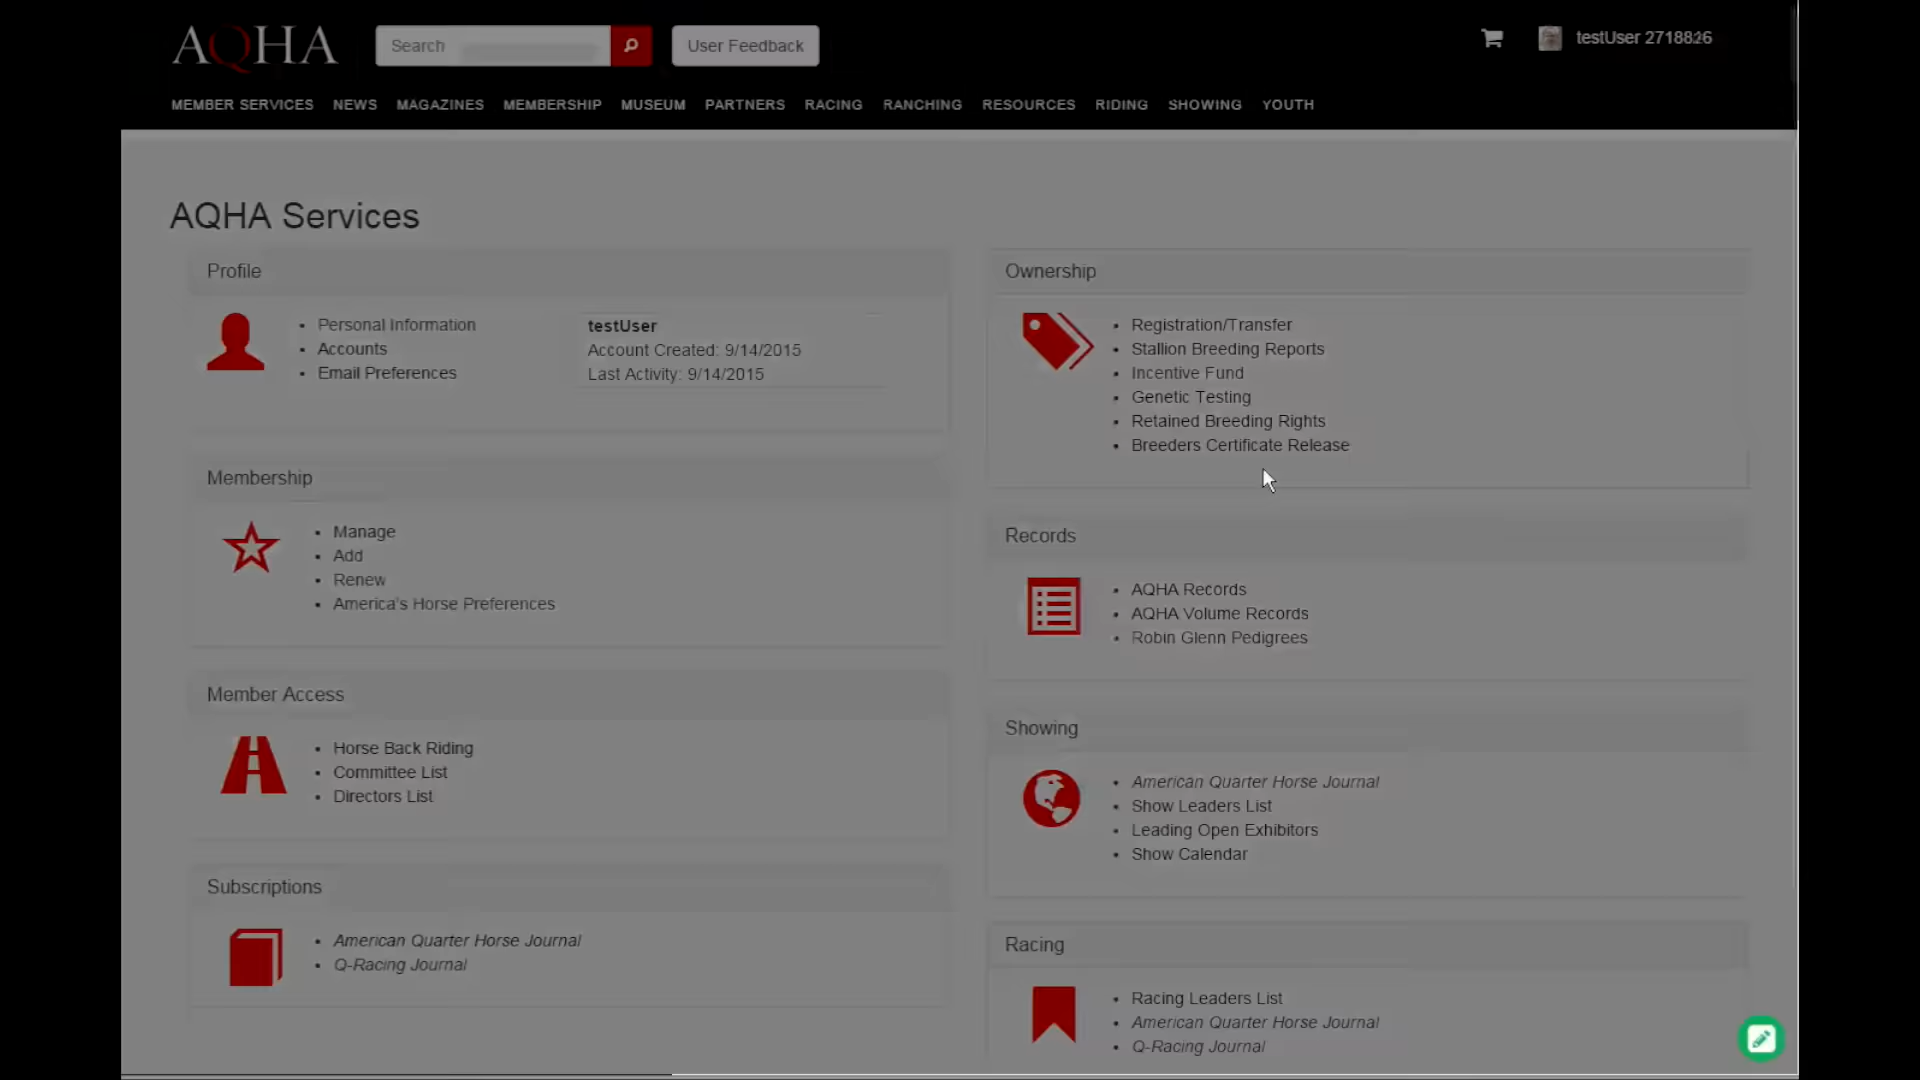 AQHA
Search
User Feedback
testUser 2718826
MEMBER SERVICES NEWS MAGAZINES MEMBERSHIP MUSEUM PARTNERS RACING RANCHING RESOURCES RIDING SHOWING YOUTH
AQHA Services
Profile
Personal Information
Accounts
Email Preferences
testUser
Account Created: 9/14/2015
Last Activity: 9/14/2015
Membership
Manage
Add
Renew
America's Horse Preferences
Member Access
Horse Back Riding
Committee List
Directors List
Subscriptions
American Quarter Horse Journal
Q-Racing Journal
Ownership
Registration/Transfer
Stallion Breeding Reports
Incentive Fund
Genetic Testing
Retained Breeding Rights
Breeders Certificate Release
Records
AQHA Records
AQHA Volume Records
Robin Glenn Pedigrees
Showing
American Quarter Horse Journal
Show Leaders List
Leading Open Exhibitors
Show Calendar
Racing
Racing Leaders List
American Quarter Horse Journal
Q-Racing Journal